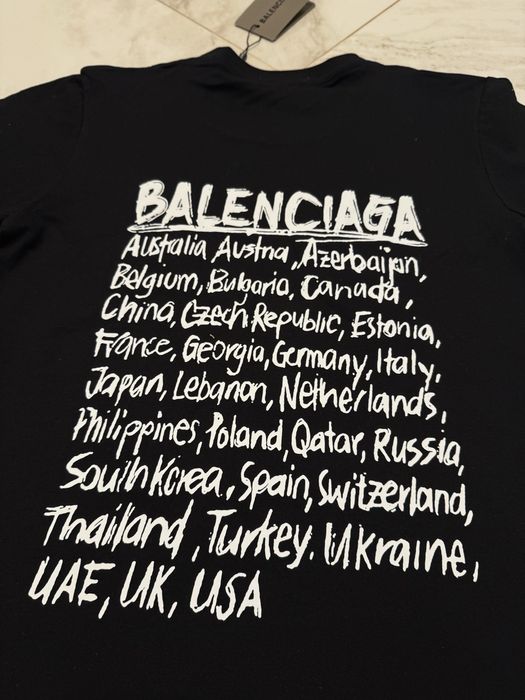 BALENC
BALENCIAGA
Australia Austria, Azerbaijan,
Belgium, Bulgaria, Canada,
China, Czech Republic, Estonia,
France, Georgia, Germany, Italy,
Japan, Lebanon, Netherlands,
Philippines, Poland, Qatar, Russia,
South Korea, Spain, Switzerland,
Thailand, Turkey. Ukraine,
UAE, UK, USA